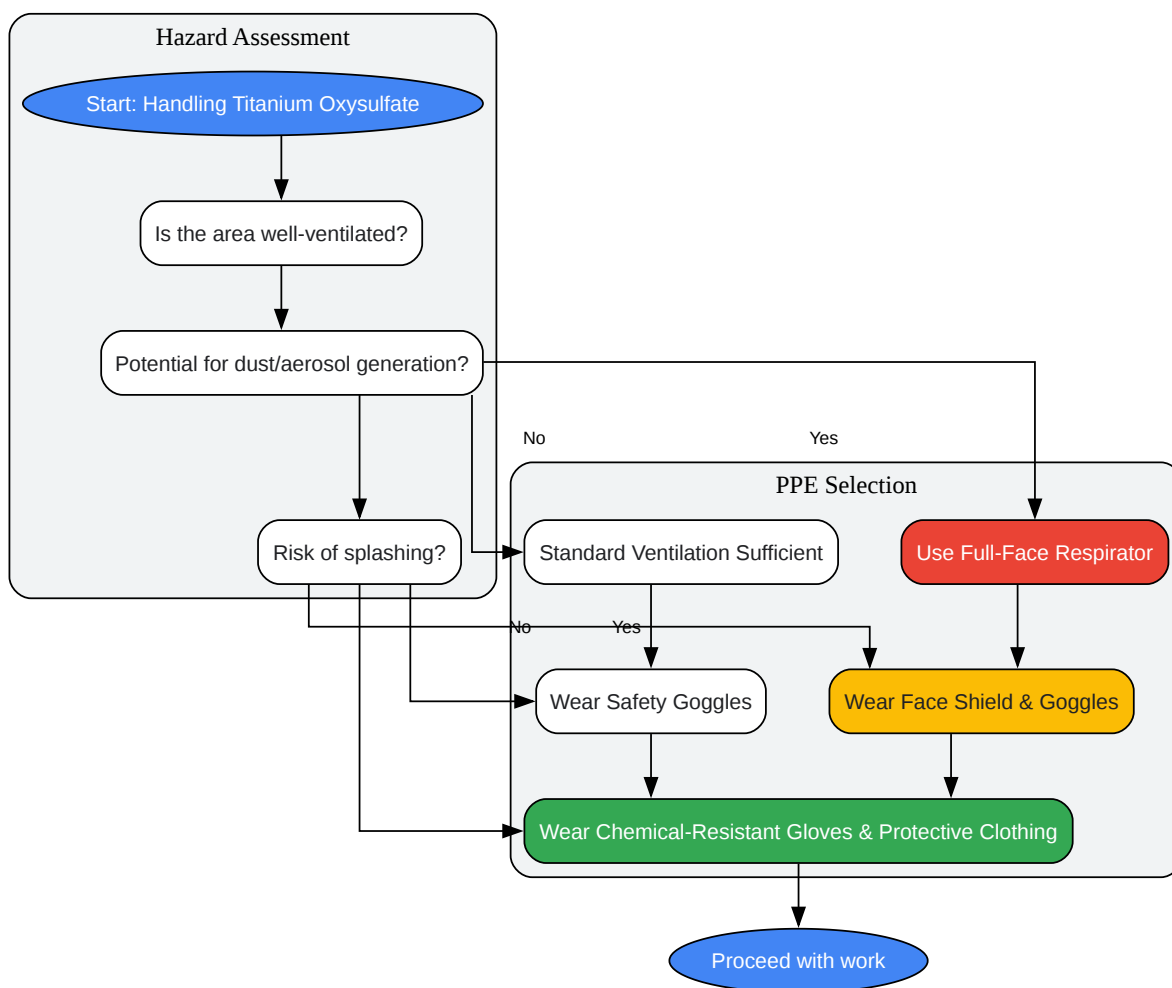 Hazard Assessment
Start: Handling Titanium Oxysulfate
Is the area well-ventilated?
Potential for dust/aerosol generation?
No
Yes
PPE Selection
Risk of splashing?
Standard Ventilation Sufficient
Use Full-Face Respirator
No
Yes
Wear Safety Goggles
Wear Face Shield & Goggles
Wear Chemical-Resistant Gloves & Protective Clothing
Proceed with work